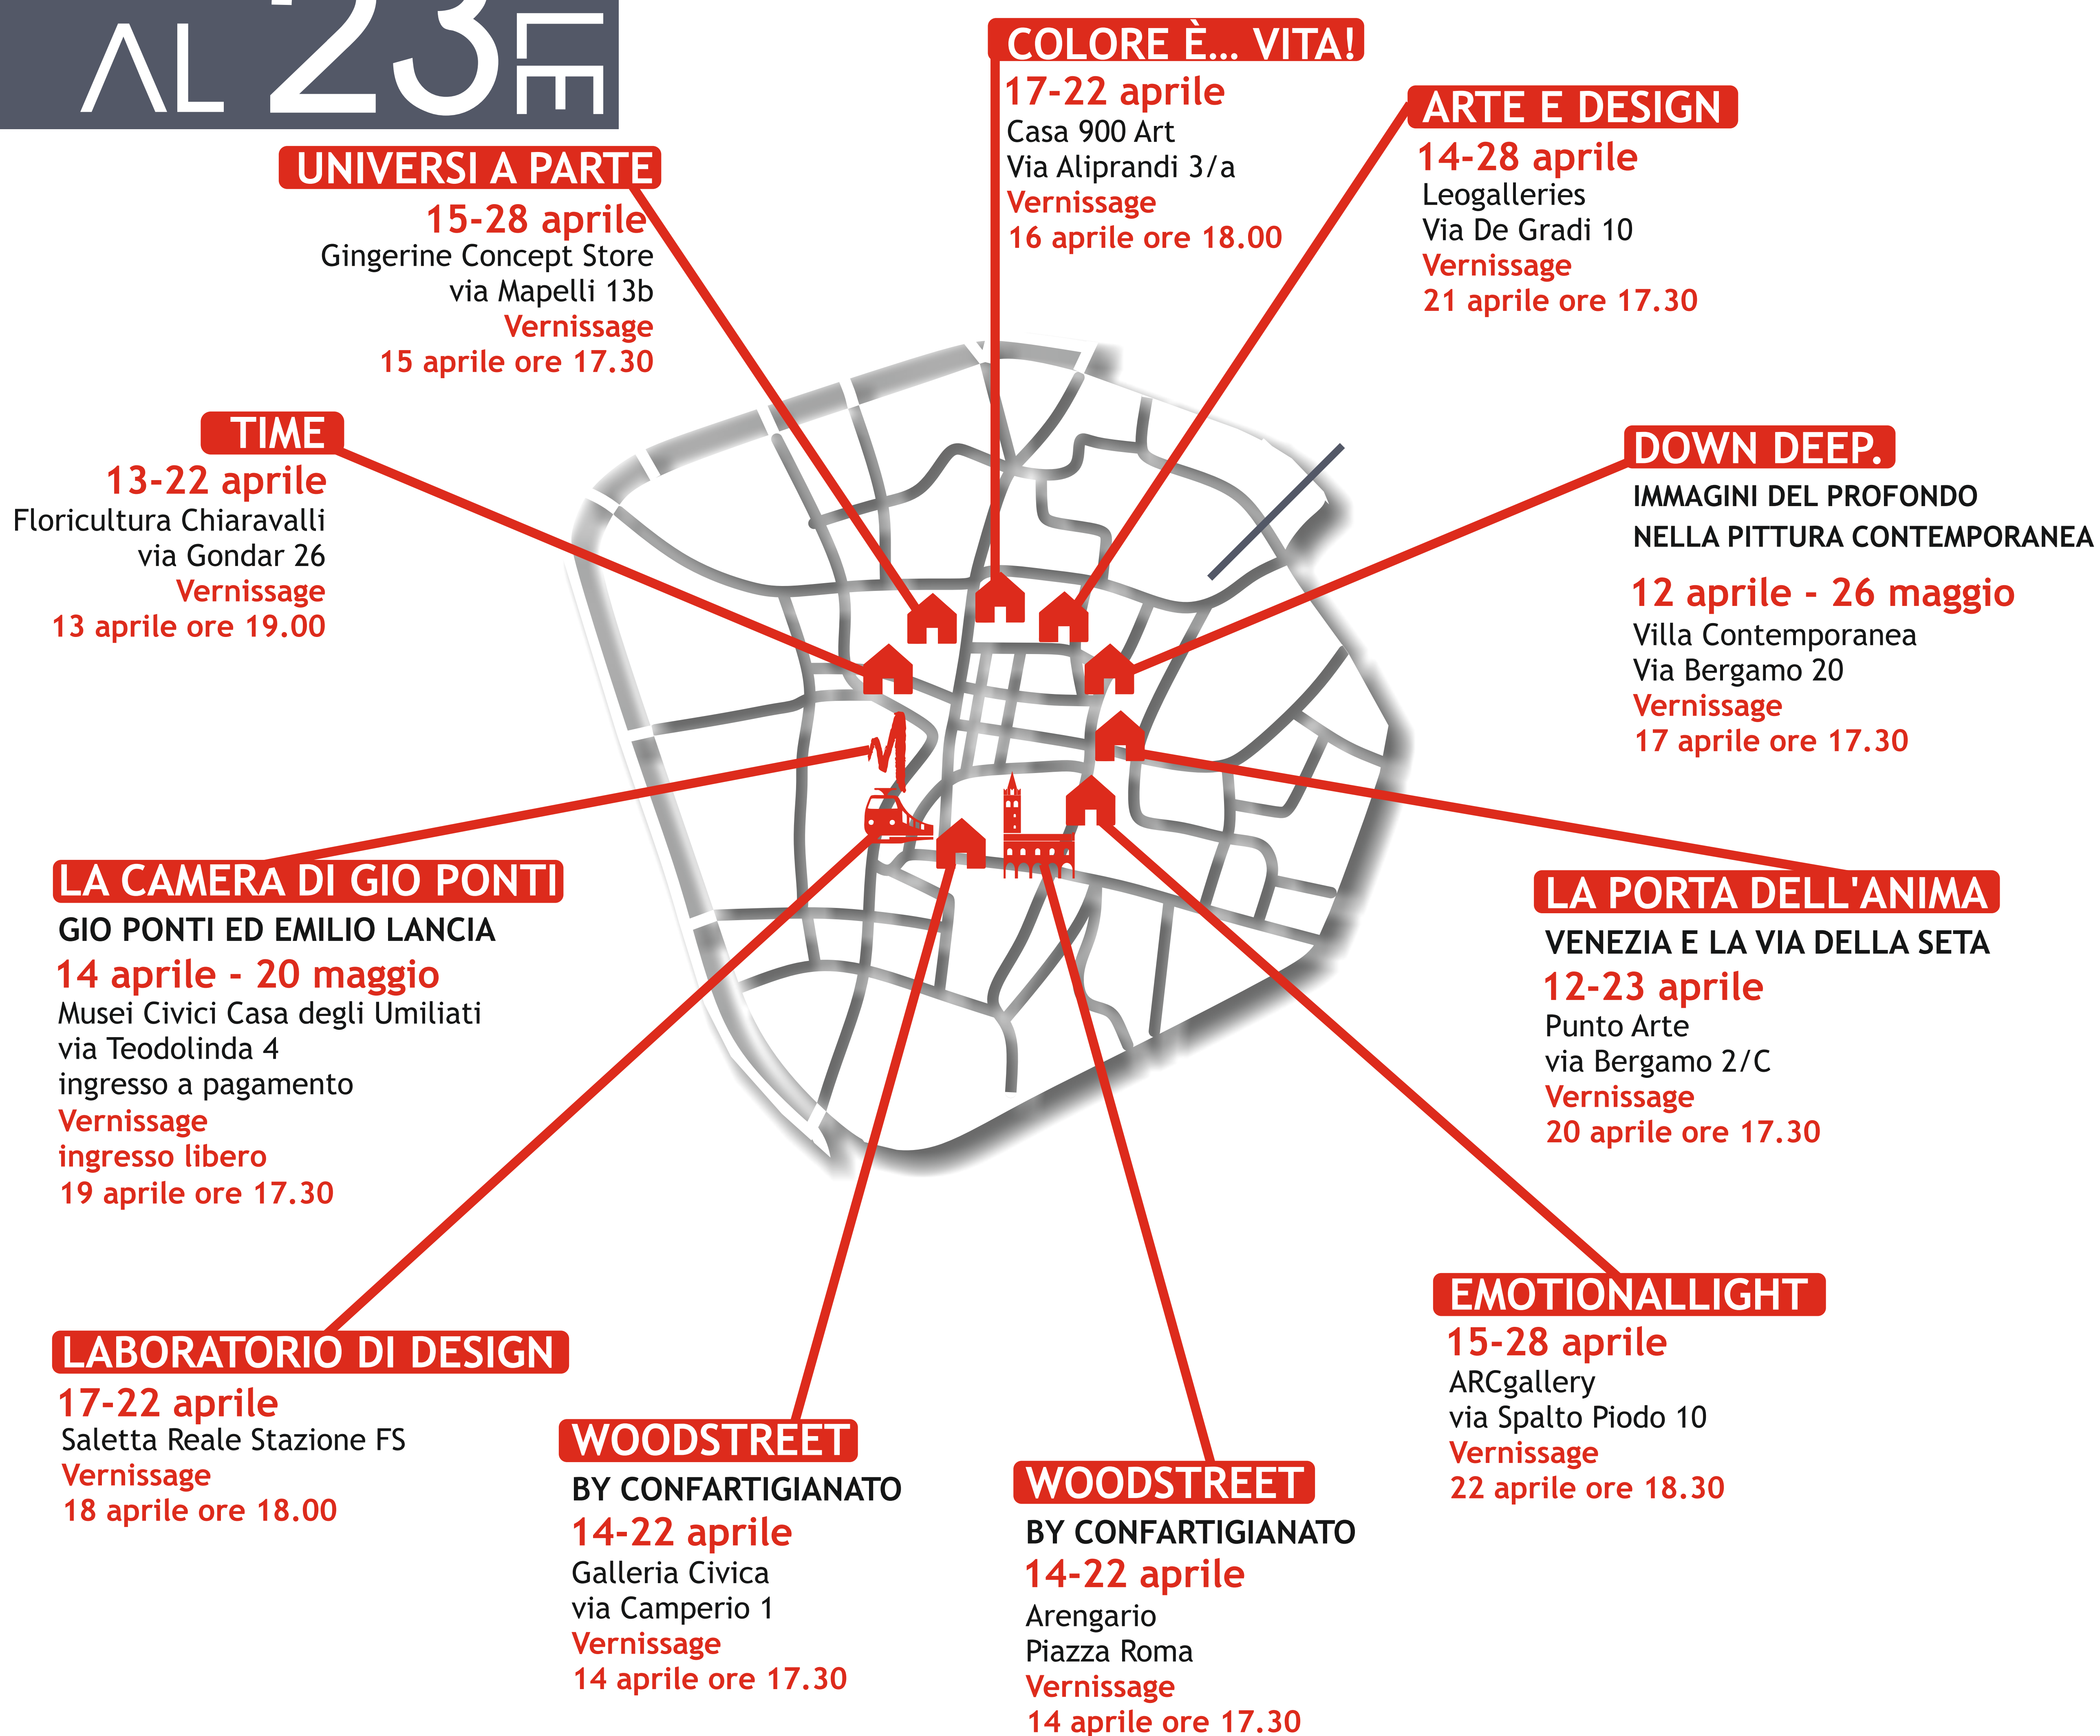 AL 23
COLORE È... VITA!
17-22 aprile
Casa 900 Art
Via Aliprandi 3/a
Vernissage
16 aprile ore 18.00
ARTE E DESIGN
14-28 aprile
Leogalleries
Via De Gradi 10
Vernissage
21 aprile ore 17.30
UNIVERSI A PARTE
15-28 aprile
Gingerine Concept Store
via Mapelli 13b
Vernissage
15 aprile ore 17.30
TIME
13-22 aprile
Floricultura Chiaravalli
via Gondar 26
Vernissage
13 aprile ore 19.00
DOWN DEEP.
IMMAGINI DEL PROFONDO
NELLA PITTURA CONTEMPORANEA
12 aprile - 26 maggio
Villa Contemporanea
Via Bergamo 20
Vernissage
17 aprile ore 17.30
LA CAMERA DI GIO PONTI
GIO PONTI ED EMILIO LANCIA
14 aprile - 20 maggio
Musei Civici Casa degli Umiliati
via Teodolinda 4
ingresso a pagamento
Vernissage
ingresso libero
19 aprile ore 17.30
LA PORTA DELL'ANIMA
VENEZIA E LA VIA DELLA SETA
12-23 aprile
Punto Arte
via Bergamo 2/C
Vernissage
20 aprile ore 17.30
LABORATORIO DI DESIGN
17-22 aprile
Saletta Reale Stazione FS
Vernissage
18 aprile ore 18.00
WOODSTREET
BY CONFARTIGIANATO
14-22 aprile
Galleria Civica
via Camperio 1
Vernissage
14 aprile ore 17.30
WOODSTREET
BY CONFARTIGIANATO
14-22 aprile
Arengario
Piazza Roma
Vernissage
14 aprile ore 17.30
EMOTIONALLIGHT
15-28 aprile
ARCgallery
via Spalto Piodo 10
Vernissage
22 aprile ore 18.30